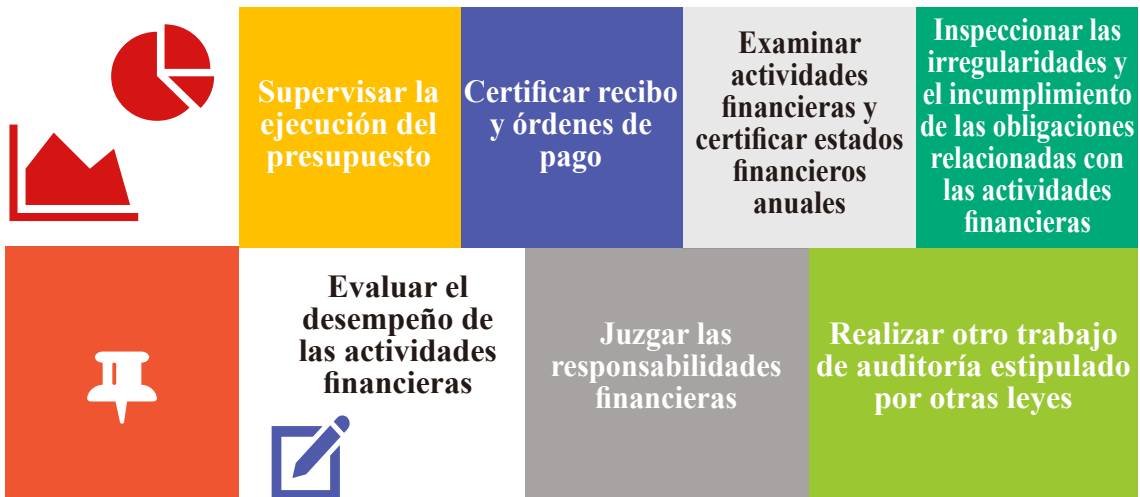 Supervisar la
ejecución del
presupuesto
Certificar recibo
y órdenes de
pago
Examinar
actividades
financieras y
certificar estados
financieros
anuales
Inspeccionar las
irregularidades y
el incumplimiento
de las obligaciones
relacionadas con
las actividades
financieras
Evaluar el
desempeño de
las actividades
financieras
Juzgar las
responsabilidades
financieras
Realizar otro trabajo
de auditoría estipulado
por otras leyes